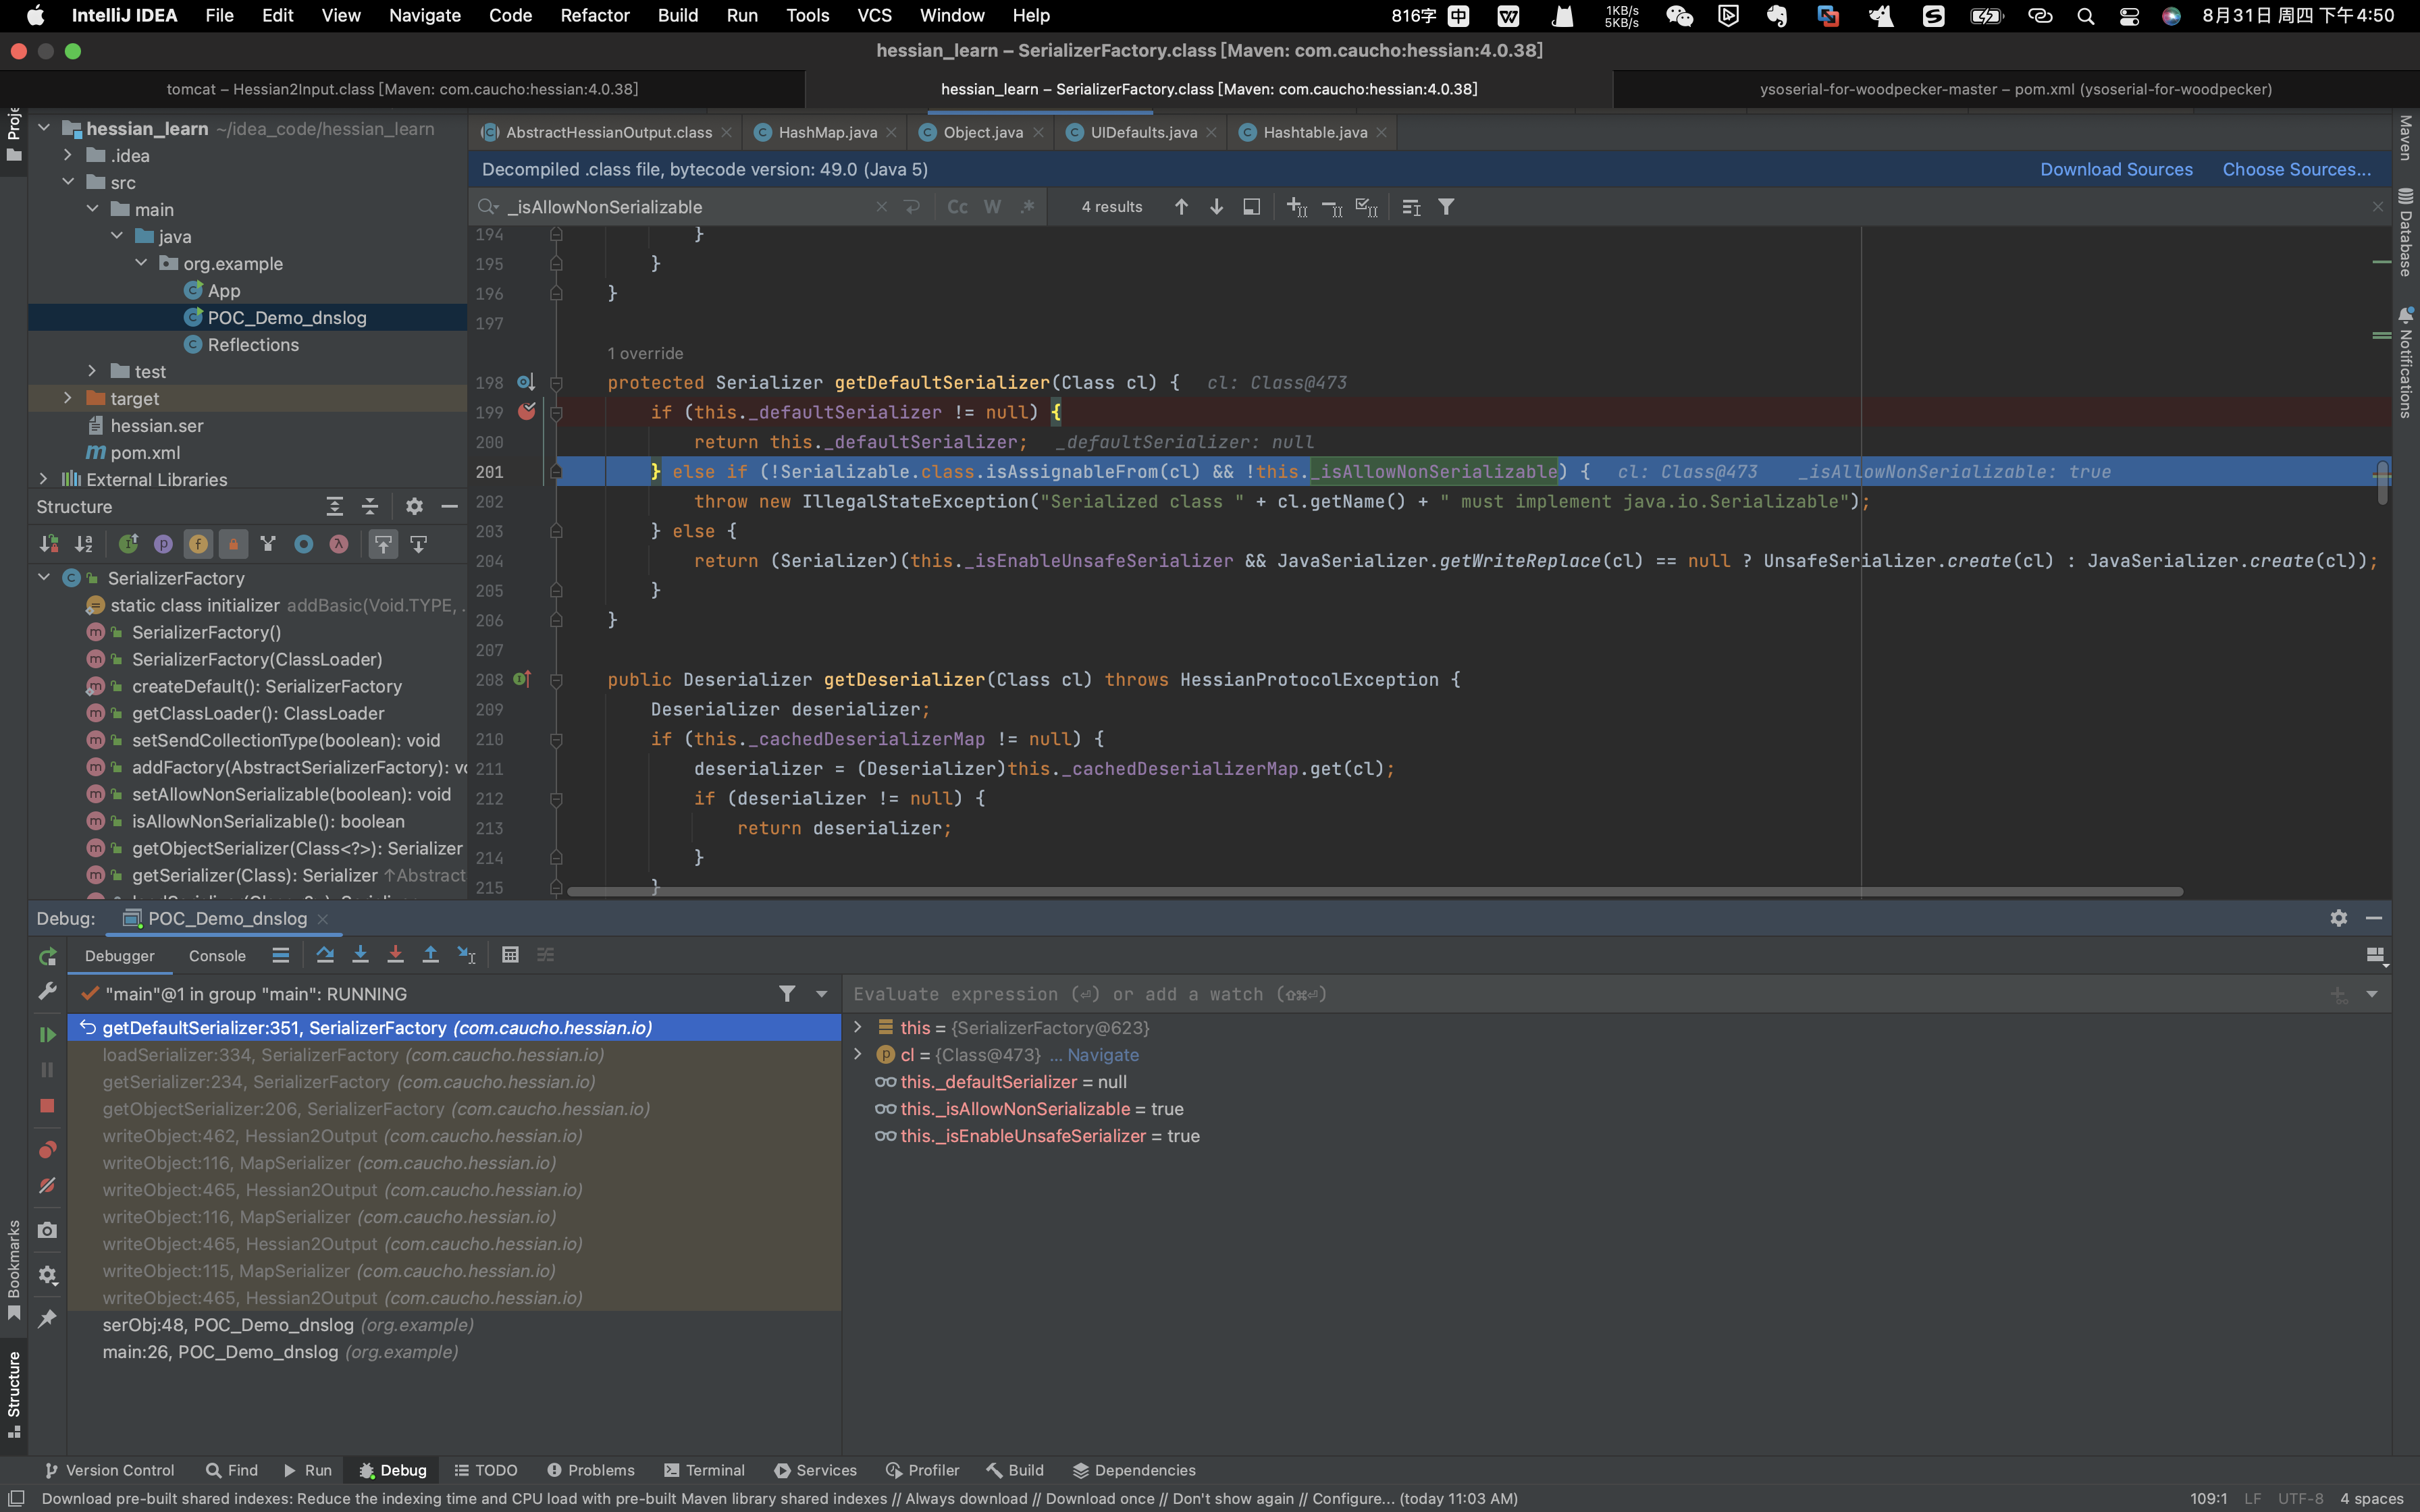 IntelliJ IDEA File Edit View Navigate Code Refactor Build Run Tools VCS Window Help 816字 中 1KB/s 5KB/s 8月31日 周四 下午4:50
hessian_learn – SerializerFactory.class [Maven: com.caucho:hessian:4.0.38]
tomcat – Hessian2Input.class [Maven: com.caucho:hessian:4.0.38] hessian_learn – SerializerFactory.class [Maven: com.caucho:hessian:4.0.38] ysoserial-for-woodpecker-master – pom.xml (ysoserial-for-woodpecker)
hessian_learn ~/idea_code/hessian_learn
.idea
src
main
java
org.example
App
POC_Demo_dnslog
Reflections
test
target
hessian.ser
pom.xml
External Libraries
AbstractHessianOutput.class HashMap.java Object.java UIDefaults.java Hashtable.java
Decompiled .class file, bytecode version: 49.0 (Java 5) Download Sources Choose Sources...
_isAllowNonSerializable Cc W .* 4 results
194 }
195 }
196 }
197
1 override
198 protected Serializer getDefaultSerializer(Class cl) { cl: Class@473
199 if (this._defaultSerializer != null) {
200 return this._defaultSerializer; _defaultSerializer: null
201 } else if (!Serializable.class.isAssignableFrom(cl) && !this._isAllowNonSerializable) { cl: Class@473 _isAllowNonSerializable: true
202 throw new IllegalStateException("Serialized class " + cl.getName() + " must implement java.io.Serializable");
203 } else {
204 return (Serializer)(this._isEnableUnsafeSerializer && JavaSerializer.getWriteReplace(cl) == null ? UnsafeSerializer.create(cl) : JavaSerializer.create(cl));
205 }
206 }
207
208 public Deserializer getDeserializer(Class cl) throws HessianProtocolException {
209 Deserializer deserializer;
210 if (this._cachedDeserializerMap != null) {
211 deserializer = (Deserializer)this._cachedDeserializerMap.get(cl);
212 if (deserializer != null) {
213 return deserializer;
214 }
215 }
Structure
SerializerFactory
static class initializer addBasic(Void.TYPE, .
SerializerFactory()
SerializerFactory(ClassLoader)
createDefault(): SerializerFactory
getClassLoader(): ClassLoader
setSendCollectionType(boolean): void
addFactory(AbstractSerializerFactory): vo
setAllowNonSerializable(boolean): void
isAllowNonSerializable(): boolean
getObjectSerializer(Class<?>): Serializer
getSerializer(Class): Serializer ↑Abstract
Debug: POC_Demo_dnslog
Debugger Console
"main"@1 in group "main": RUNNING
getDefaultSerializer:351, SerializerFactory (com.caucho.hessian.io)
loadSerializer:334, SerializerFactory (com.caucho.hessian.io)
getSerializer:234, SerializerFactory (com.caucho.hessian.io)
getObjectSerializer:206, SerializerFactory (com.caucho.hessian.io)
writeObject:462, Hessian2Output (com.caucho.hessian.io)
writeObject:116, MapSerializer (com.caucho.hessian.io)
writeObject:465, Hessian2Output (com.caucho.hessian.io)
writeObject:116, MapSerializer (com.caucho.hessian.io)
writeObject:465, Hessian2Output (com.caucho.hessian.io)
writeObject:115, MapSerializer (com.caucho.hessian.io)
writeObject:465, Hessian2Output (com.caucho.hessian.io)
serObj:48, POC_Demo_dnslog (org.example)
main:26, POC_Demo_dnslog (org.example)
Evaluate expression (⏎) or add a watch (⇧⌘⏎)
this = {SerializerFactory@623}
cl = {Class@473} ... Navigate
this._defaultSerializer = null
this._isAllowNonSerializable = true
this._isEnableUnsafeSerializer = true
Maven
Database
Notifications
Bookmarks
Structure
Version Control Find Run Debug TODO Problems Terminal Services Profiler Build Dependencies
Download pre-built shared indexes: Reduce the indexing time and CPU load with pre-built Maven library shared indexes // Always download // Download once // Don't show again // Configure... (today 11:03 AM) 109:1 LF UTF-8 4 spaces